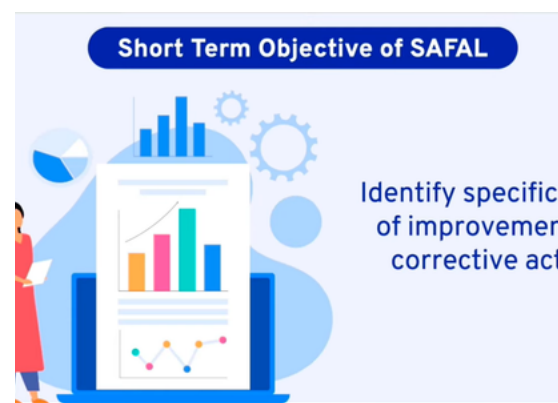 Short Term Objective of SAFAL
Identify specific
of improvemen
corrective act